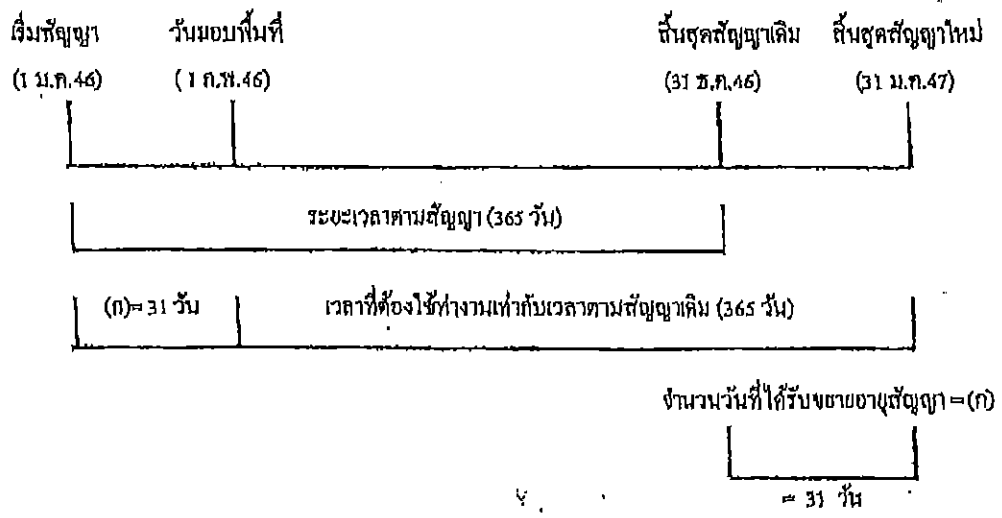 เริ่มสัญญา วันมอบพื้นที่ สิ้นสุดสัญญาเดิม สิ้นสุดสัญญาใหม่
(1 ม.ค.46) (1 ก.พ.46) (31 ธ.ค.46) (31 ม.ค.47)
ระยะเวลาตามสัญญา (365 วัน)
(ก)= 31 วัน เวลาที่ต้องใช้ทำงานเท่ากับเวลาตามสัญญาเดิม (365 วัน)
จำนวนวันที่ได้รับขยายอายุสัญญา = (ก)
= 31 วัน